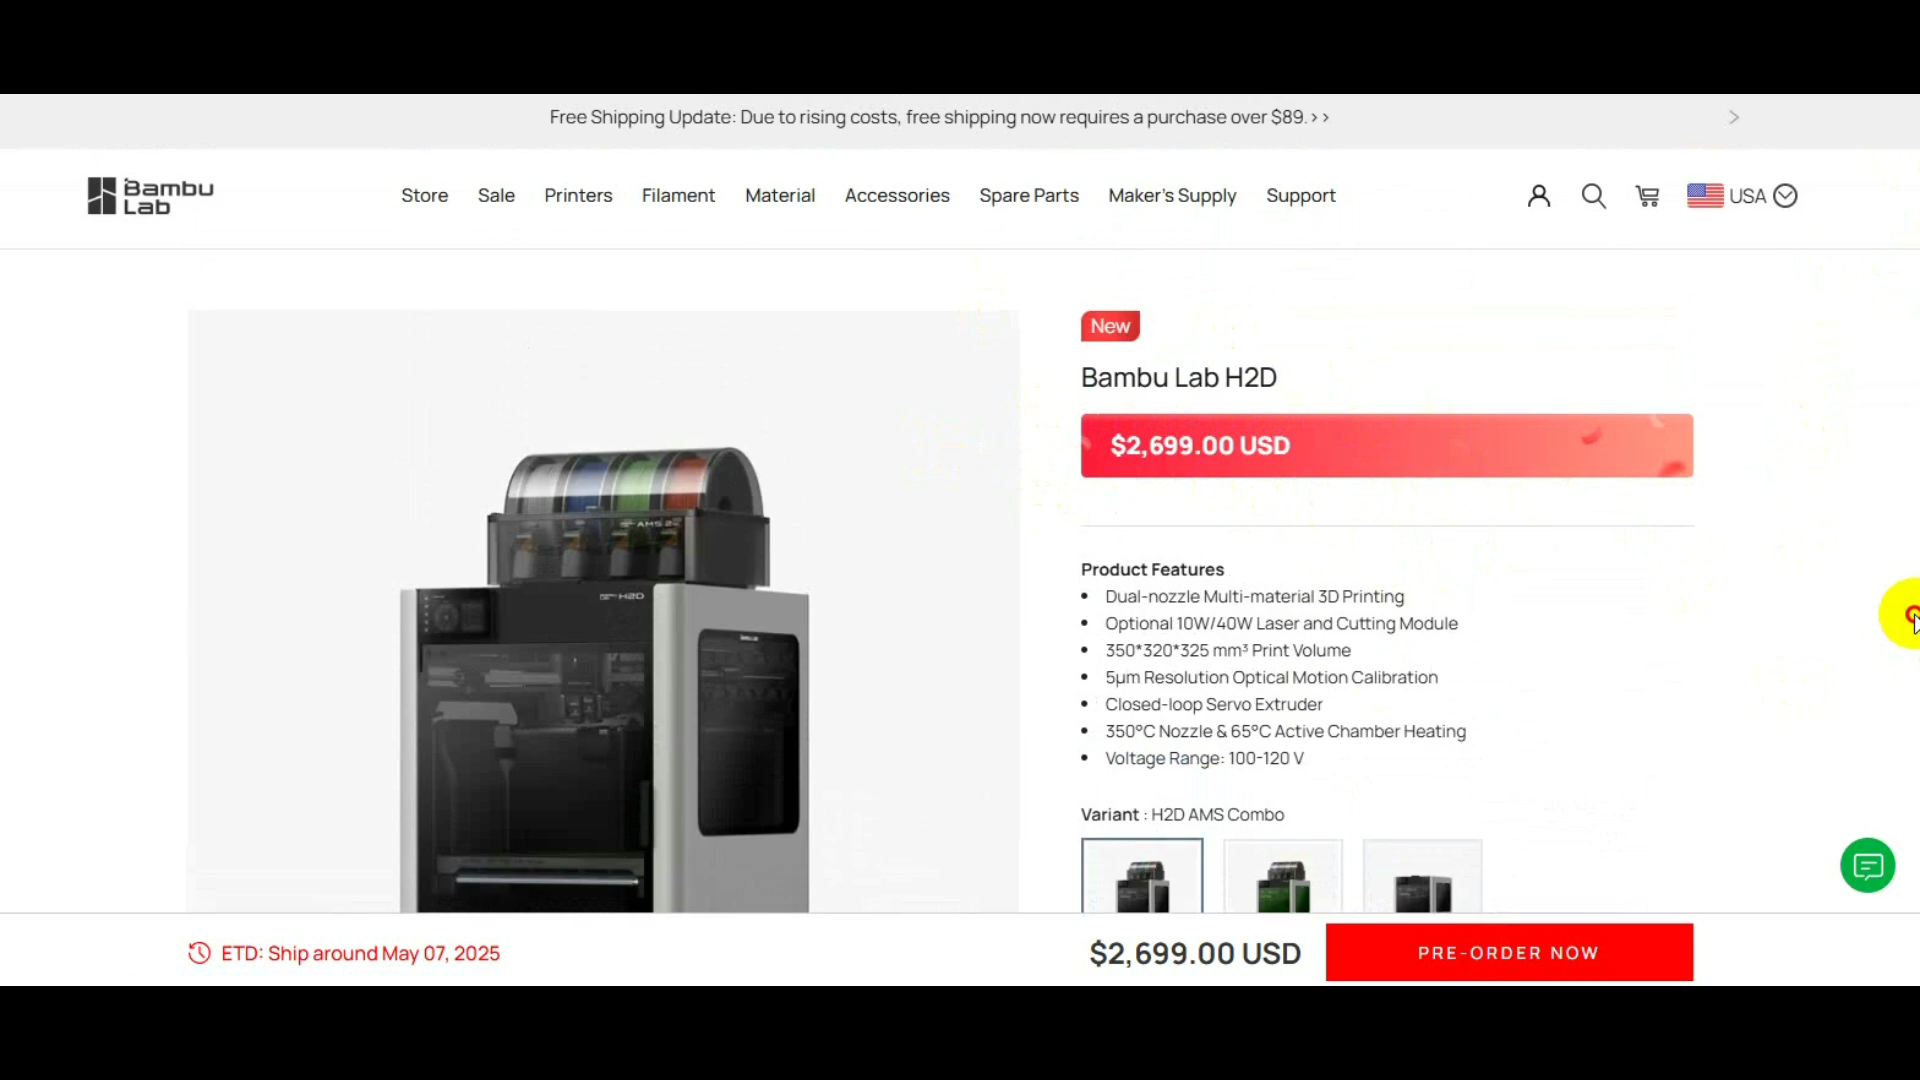 Free Shipping Update: Due to rising costs, free shipping now requires a purchase over $89.>>
Bambu Lab
Store Sale Printers Filament Material Accessories Spare Parts Maker's Supply Support
USA
New
Bambu Lab H2D
$2,699.00 USD
Product Features
• Dual-nozzle Multi-material 3D Printing
• Optional 10W/40W Laser and Cutting Module
• 350*320*325 mm³ Print Volume
• 5μm Resolution Optical Motion Calibration
• Closed-loop Servo Extruder
• 350°C Nozzle & 65°C Active Chamber Heating
• Voltage Range: 100-120 V
Variant : H2D AMS Combo
AMS 2
H2D
ETD: Ship around May 07, 2025
$2,699.00 USD
PRE-ORDER NOW